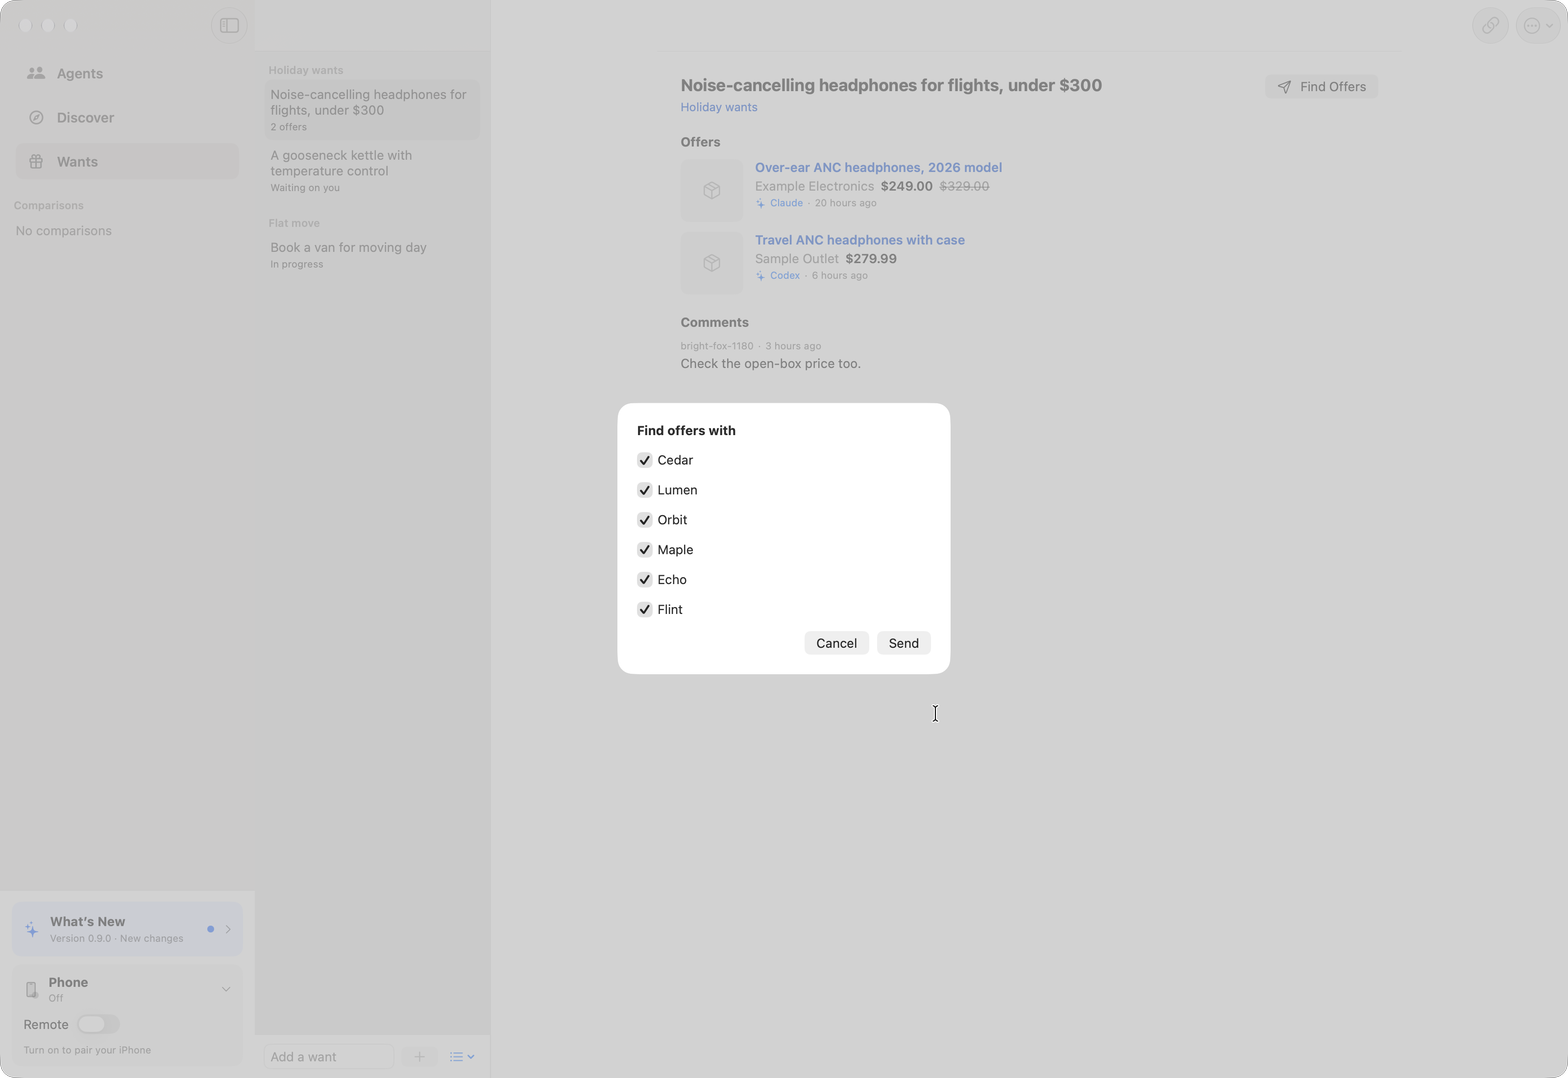 Agents
Discover
Wants
Comparisons
No comparisons
What's New
Version 0.9.0 · New changes
Phone
Off
Remote
Turn on to pair your iPhone
Holiday wants
Noise-cancelling headphones for
flights, under $300
2 offers
A gooseneck kettle with
temperature control
Waiting on you
Flat move
Book a van for moving day
In progress
Add a want
Noise-cancelling headphones for flights, under $300
Find Offers
Holiday wants
Offers
Over-ear ANC headphones, 2026 model
Example Electronics $249.00 $329.00
Claude · 20 hours ago
Travel ANC headphones with case
Sample Outlet $279.99
Codex · 6 hours ago
Comments
bright-fox-1180 · 3 hours ago
Check the open-box price too.
Find offers with
Cedar
Lumen
Orbit
Maple
Echo
Flint
Cancel Send